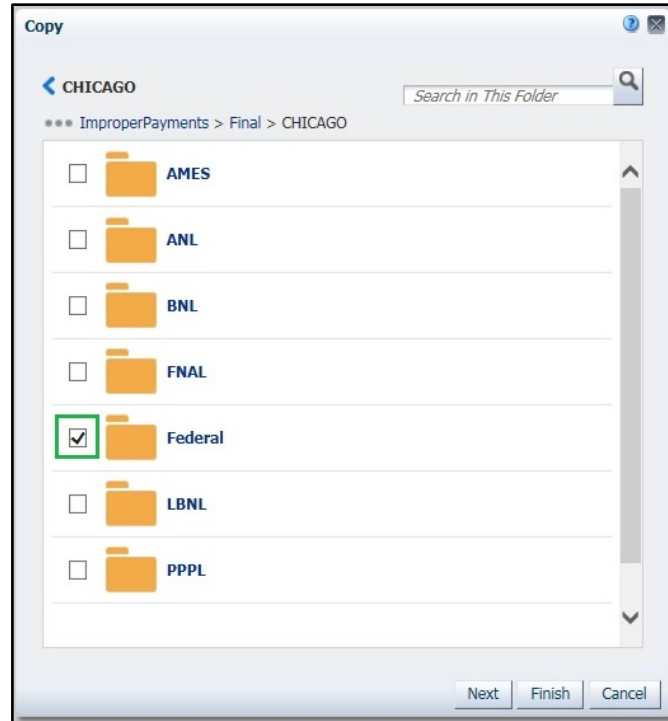 Copy
CHICAGO
Search in This Folder
ImproperPayments > Final > CHICAGO
AMES
ANL
BNL
FNAL
Federal
LBNL
PPPL
Next Finish Cancel